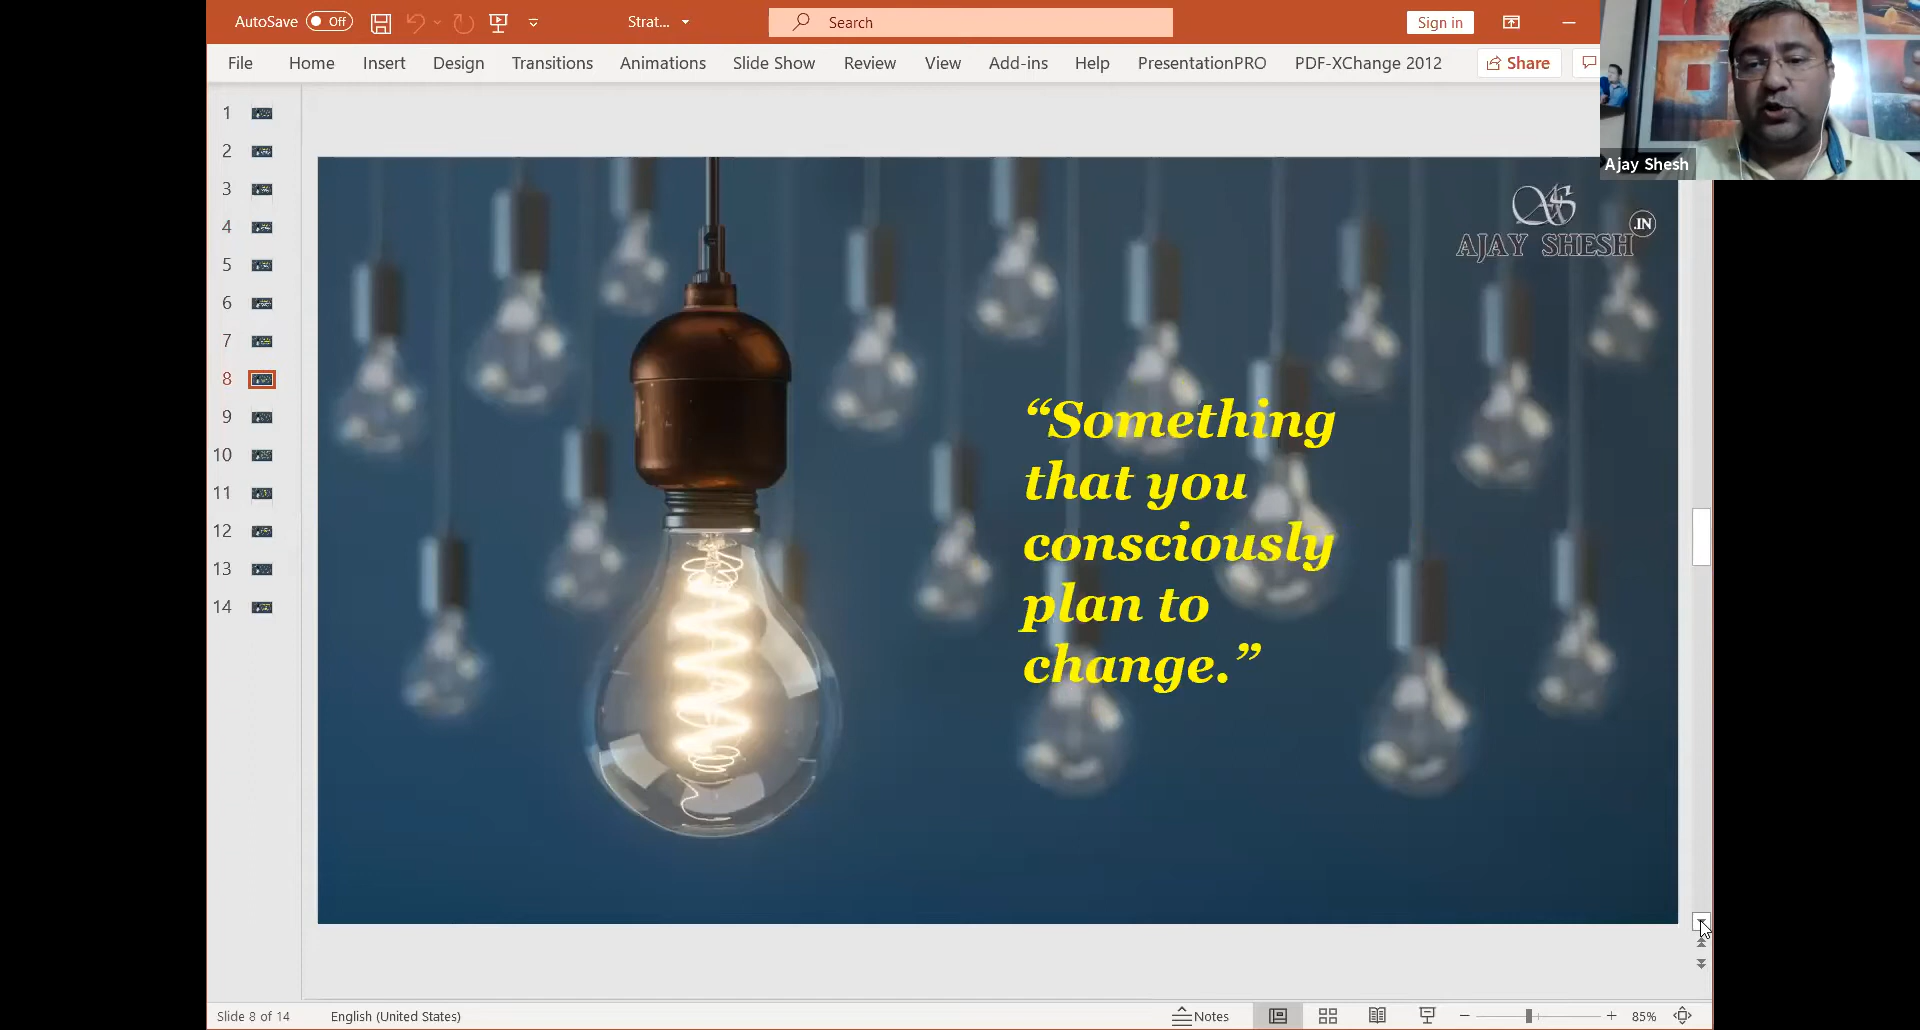 AutoSave Off Strat... Search Sign in
File Home Insert Design Transitions Animations Slide Show Review View Add-ins Help PresentationPRO PDF-XChange 2012 Share
Ajay Shesh
1
2
3
4
5
6
7
8
9
10
11
12
13
14
AS
.IN
AJAY SHESH
“Something
that you
consciously
plan to
change.”
Slide 8 of 14 English (United States) Notes 85%